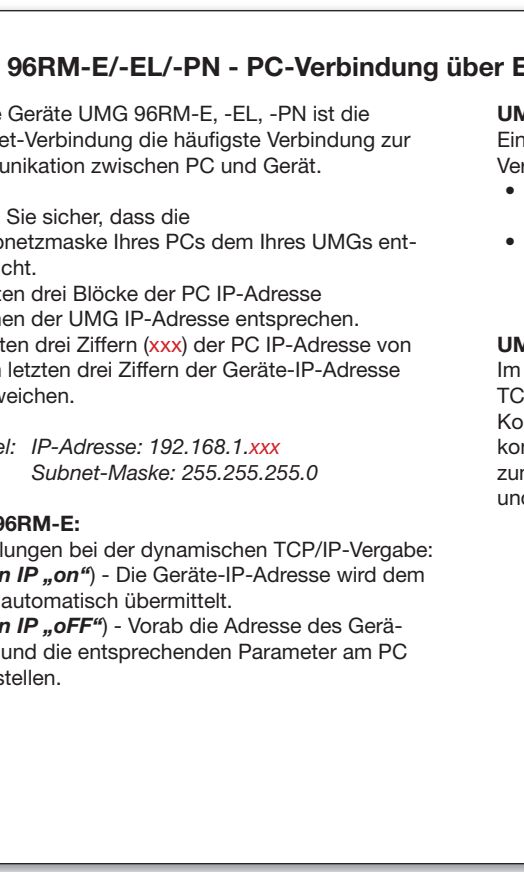 96RM-E/-EL/-PN - PC-Verbindung über E
e Geräte UMG 96RM-E, -EL, -PN ist die
et-Verbindung die häufigste Verbindung zur
unikation zwischen PC und Gerät.
Sie sicher, dass die
bnetzmaske Ihres PCs dem Ihres UMGs ent-
icht.
ten drei Blöcke der PC IP-Adresse
nen der UMG IP-Adresse entsprechen.
ten drei Ziffern (xxx) der PC IP-Adresse von
n letzten drei Ziffern der Geräte-IP-Adresse
weichen.
el: IP-Adresse: 192.168.1.xxx
Subnet-Maske: 255.255.255.0
96RM-E:
llungen bei der dynamischen TCP/IP-Vergabe:
n IP „on“) - Die Geräte-IP-Adresse wird dem
automatisch übermittelt.
n IP „oFF“) - Vorab die Adresse des Gerä-
und die entsprechenden Parameter am PC
stellen.
UM
Ein
Ver
•
•
UM
Im
TC
Ko
kon
zur
und